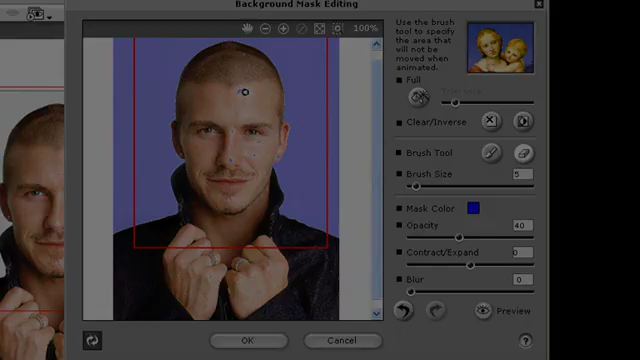 Background Mask Editing
100%
Use the brush
tool to specify
the area that
will not be
moved when
animated.
Full
Tolerance
Clear/Inverse
Brush Tool
Brush Size
5
Mask Color
Opacity
40
Contract/Expand
0
Blur
0
Preview
OK
Cancel
?